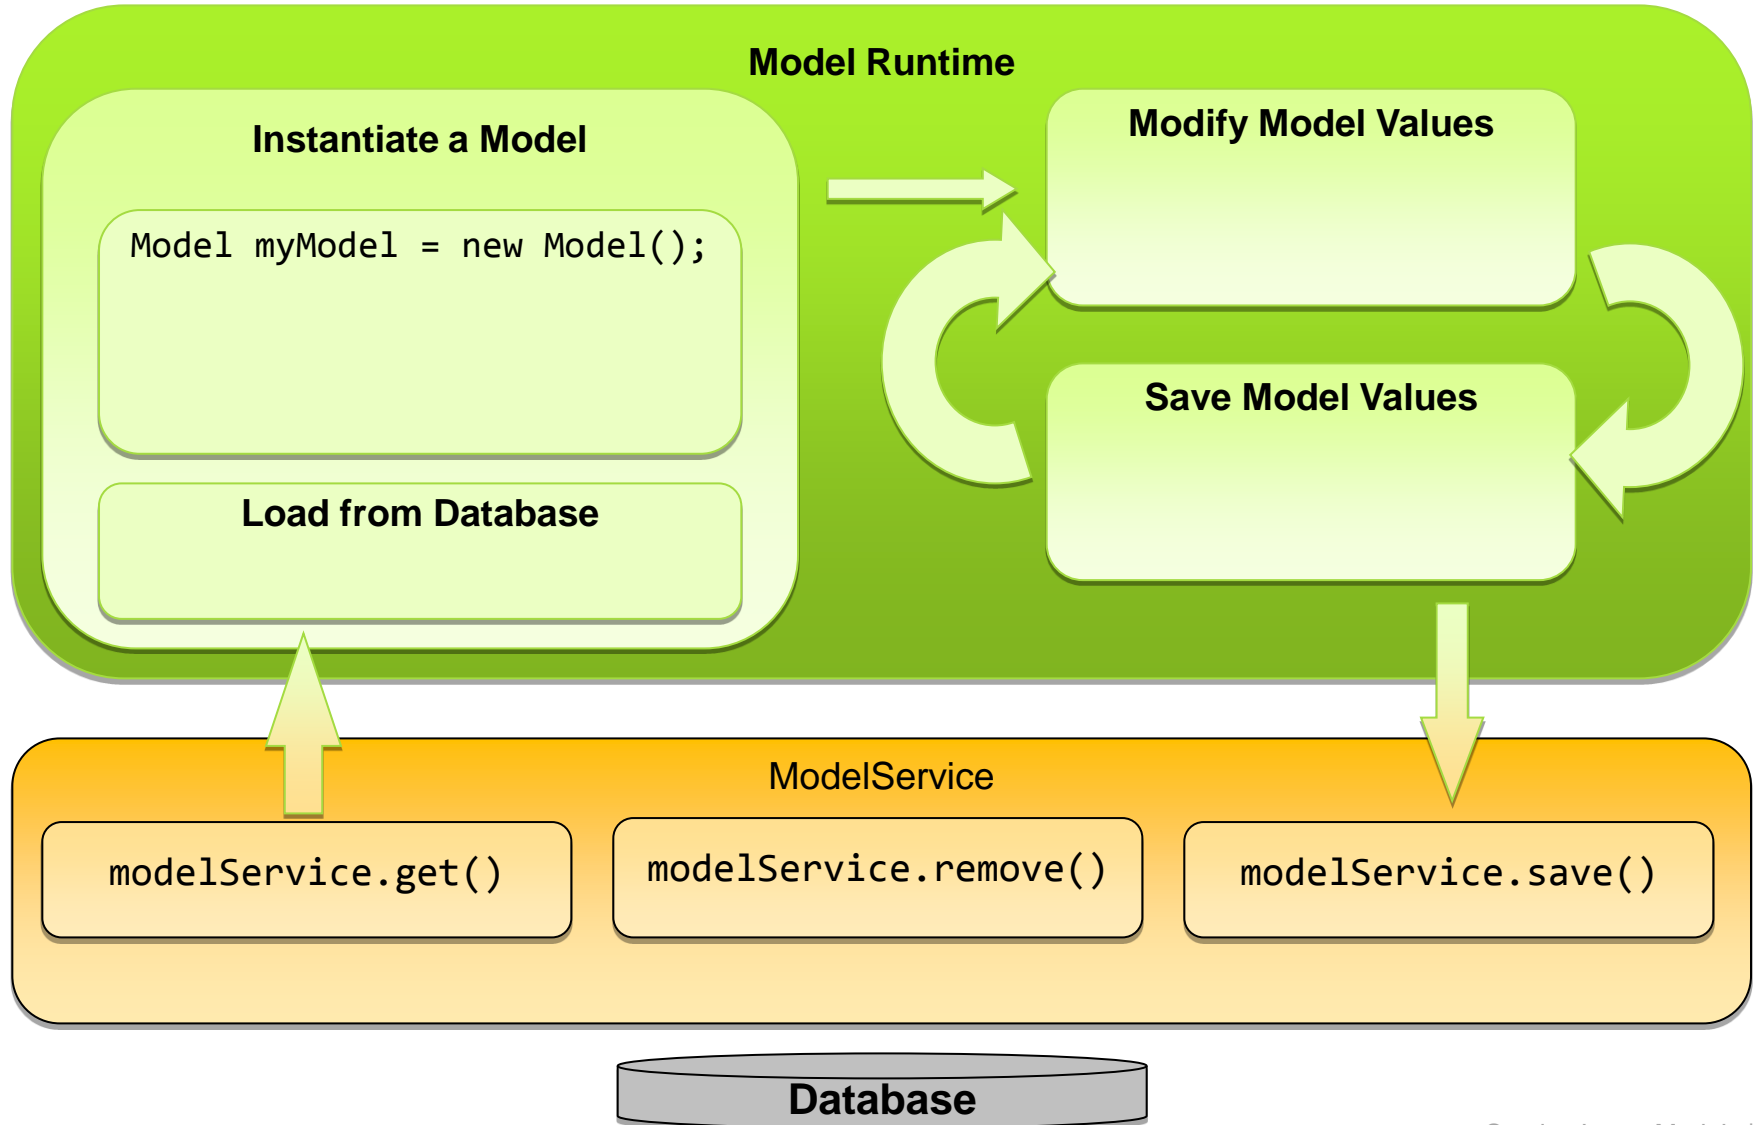 Model Runtime
Instantiate a Model
Model myModel = new Model();
Load from Database
Modify Model Values
Save Model Values
ModelService
modelService.get()
modelService.remove()
modelService.save()
Database